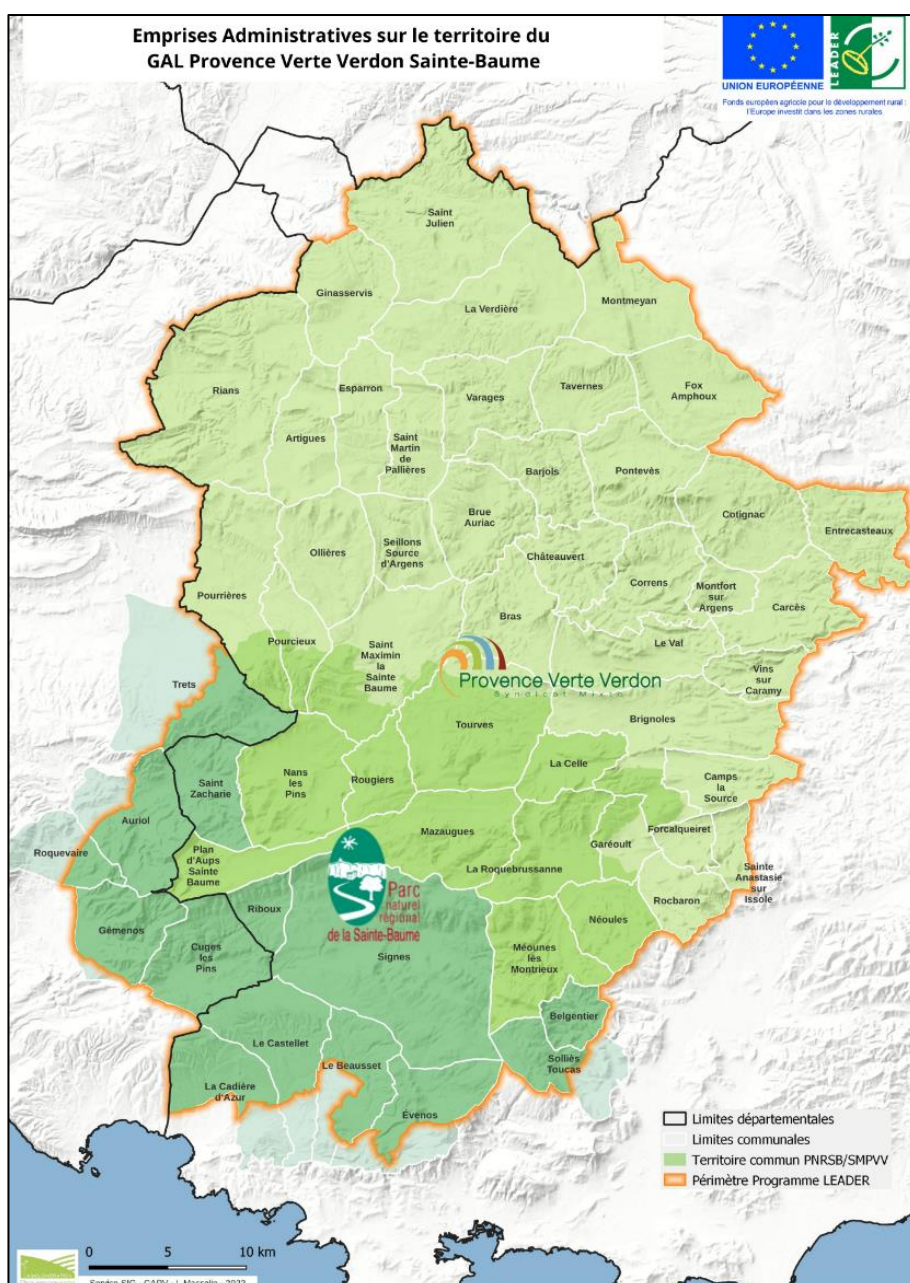 Emprises Administratives sur le territoire du
GAL Provence Verte Verdon Sainte-Baume
UNION EUROPÉENNE
LEADER
Fonds européen agricole pour le développement rural :
l'Europe investit dans les zones rurales
Saint
Julien
Ginasservis
La Verdière
Montmeyan
Rians
Esparron
Varages
Tavernes
Fox
Amphoux
Artigues
Saint
Martin
de
Pallières
Barjols
Pontevès
Cotignac
Entrecasteaux
Brue
Auriac
Ollières
Seillons
Source
d'Argens
Châteauvert
Correns
Montfort
sur
Argens
Carcès
Pourrières
Bras
Pourcieux
Saint
Maximin
la
Sainte
Baume
Le Val
Vins
sur
Caramy
Provence Verte Verdon
Syndicat Mixte
Trets
Tourves
Brignoles
Nans
les
Pins
Rougiers
La Celle
Camps
la
Source
Saint
Zacharie
Auriol
Mazaugues
Garéoult
Forcalqueiret
Roquevaire
Plan
d'Aups
Sainte
Baume
La Roquebrussanne
Sainte
Anastasie
sur
Issole
Rocbaron
Parc
naturel
régional
de la Sainte-Baume
Riboux
Gémenos
Néoules
Cuges
les
Pins
Signes
Méounes
lès
Montrieux
Belgentier
Le Castellet
Le Beausset
Solliès
Toucas
La Cadière
d'Azur
Évenos
Limites départementales
Limites communales
Territoire commun PNRSB/SMPVV
Périmètre Programme LEADER
0 5 10 km